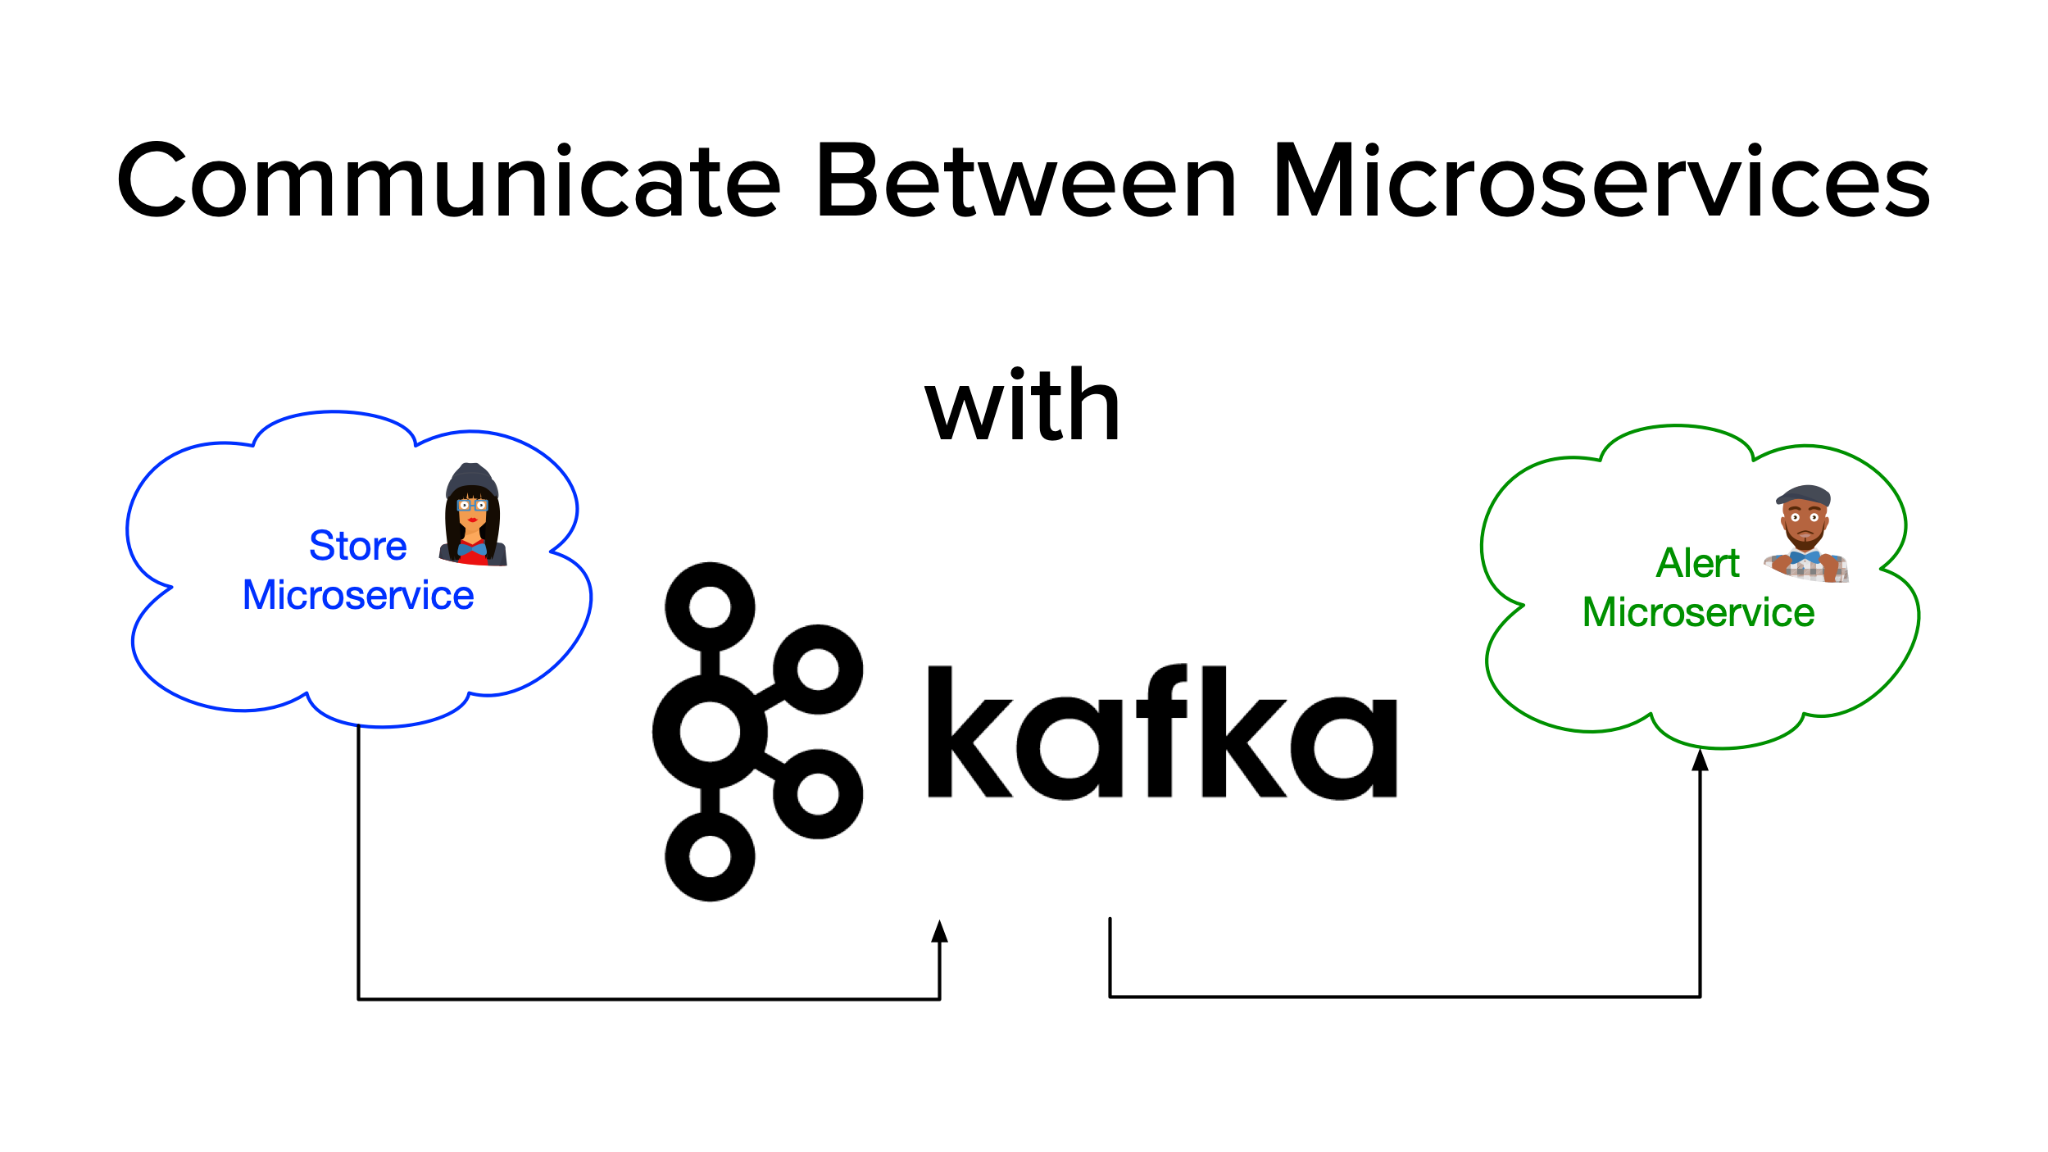 Communicate Between Microservices
with
Store
Microservice
kafka
Alert
Microservice